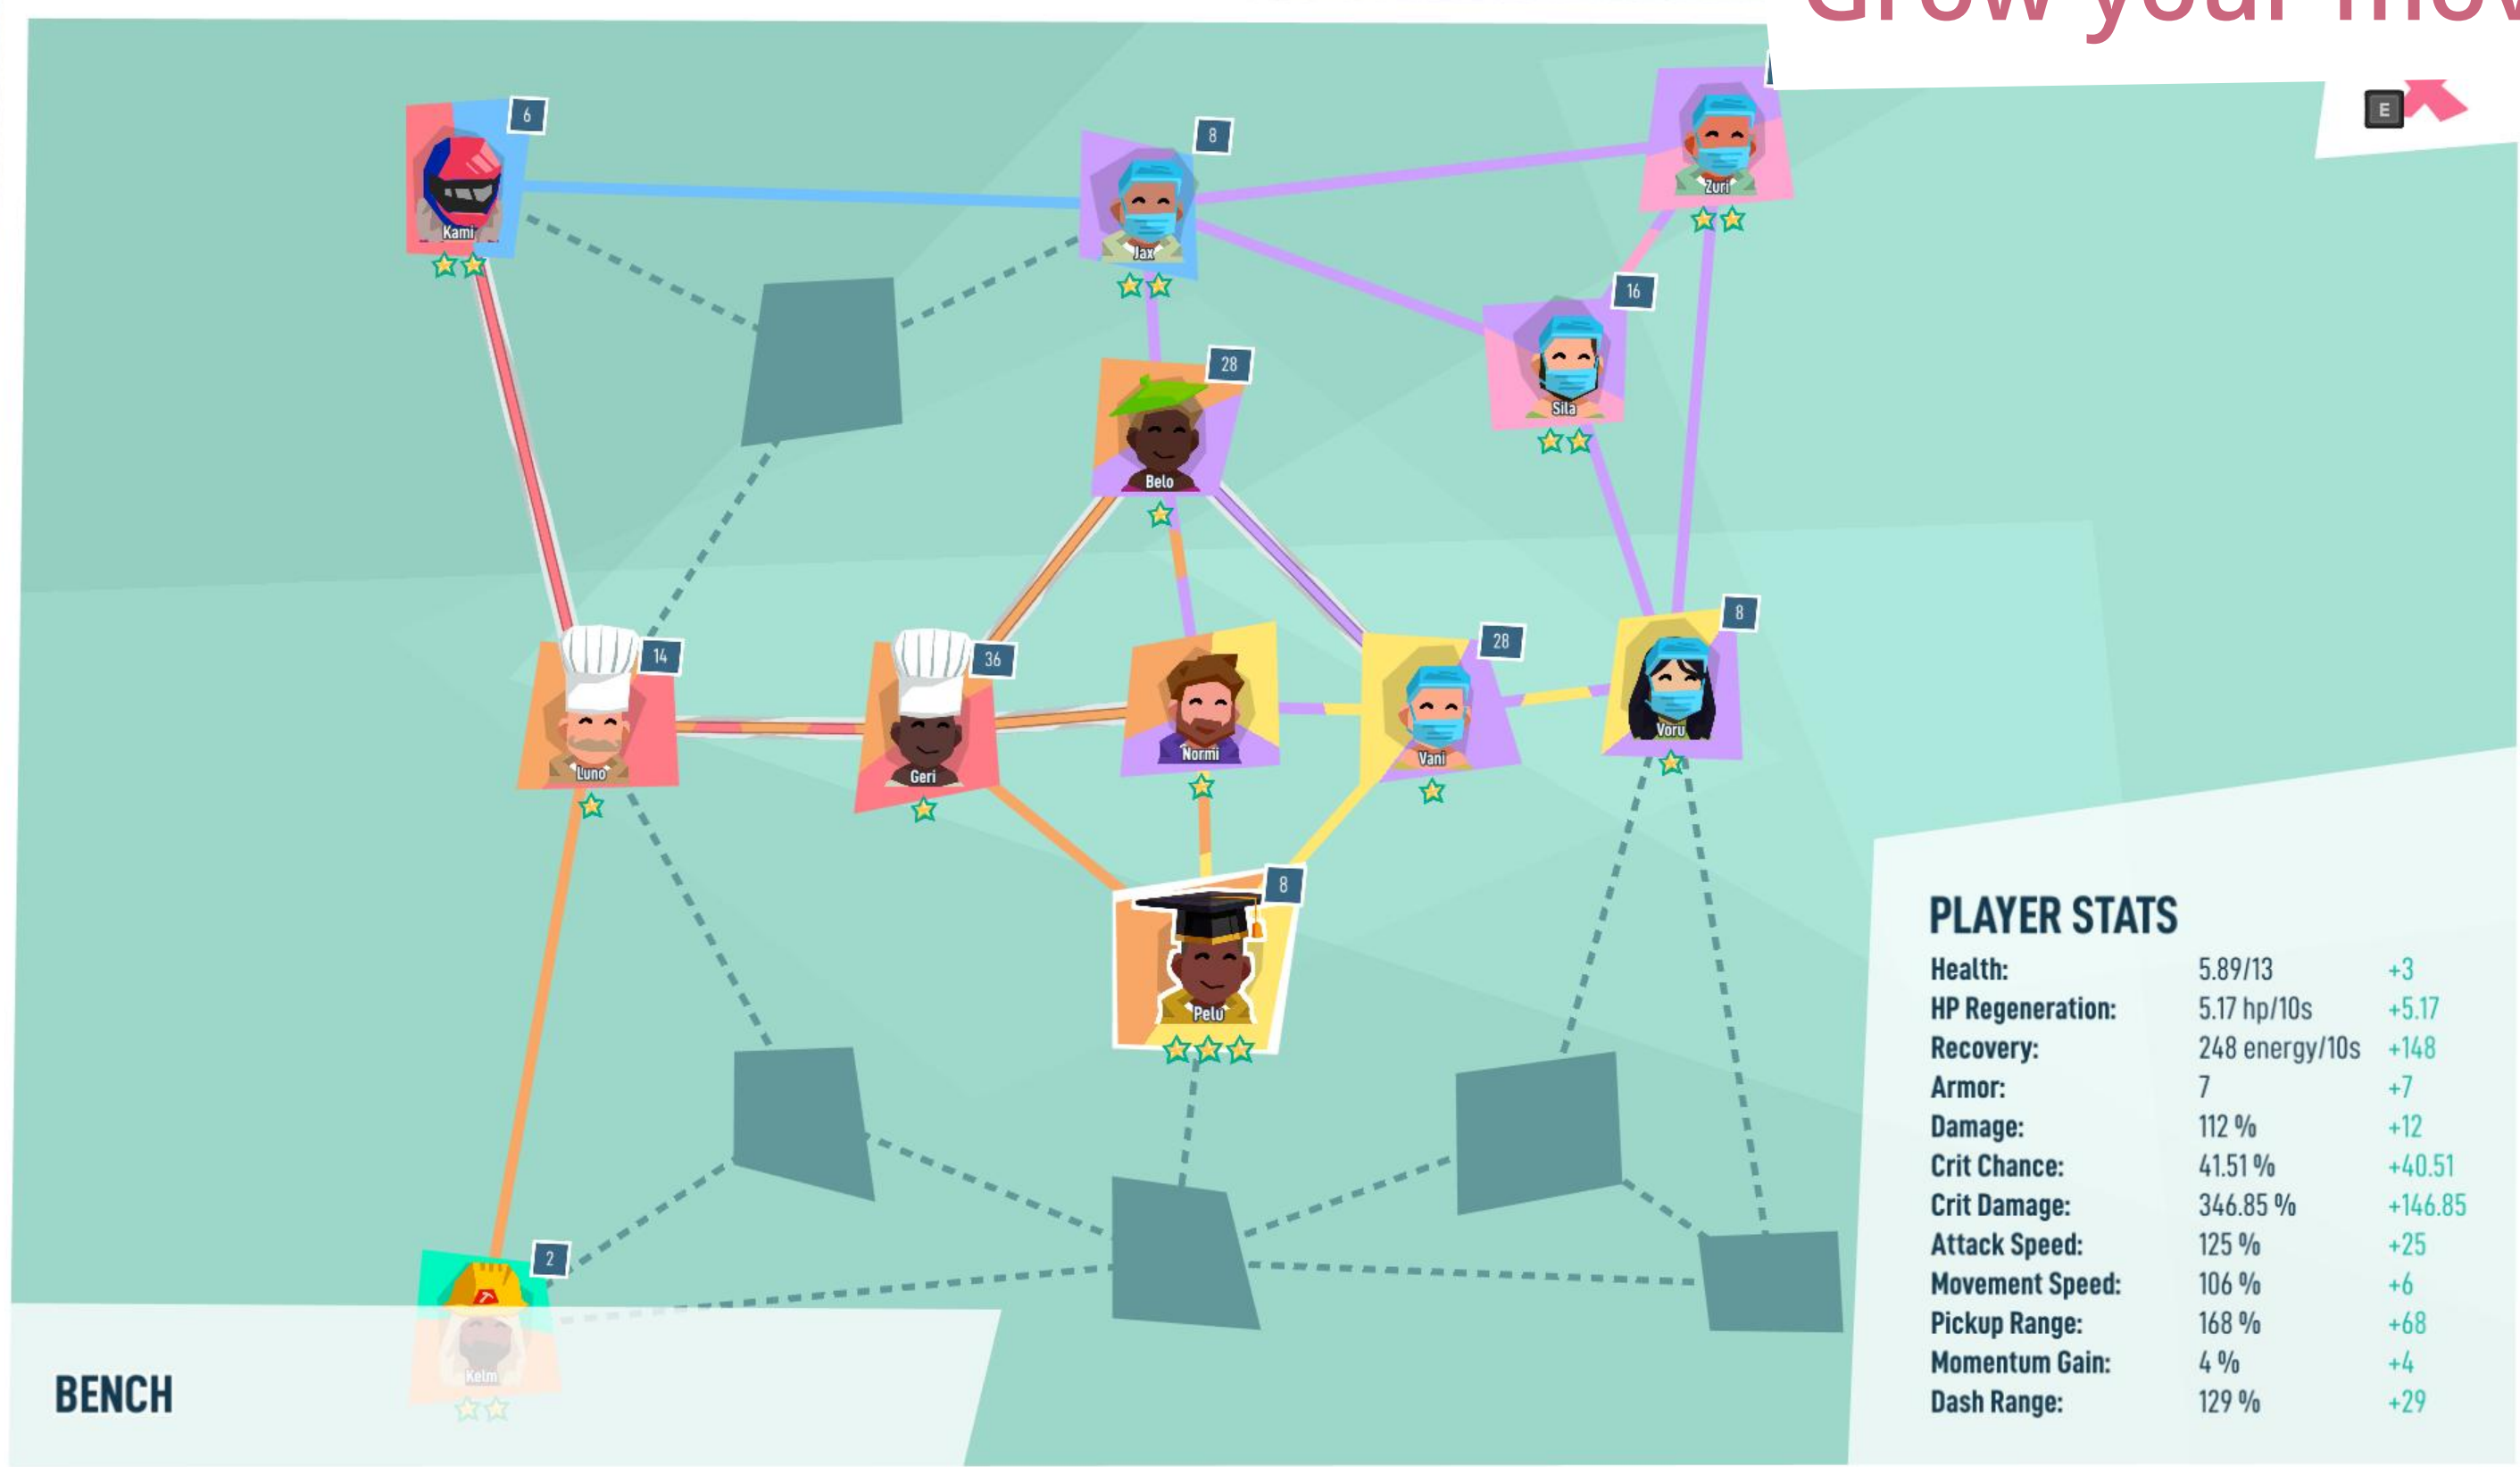 Grow your mov
E
6
Kami
8
Jax
Zuri
16
Sila
28
Belo
14
Luno
36
Geri
Normi
28
Vani
8
Voru
8
Pelu
2
Kelm
BENCH
PLAYER STATS
Health: 5.89/13 +3
HP Regeneration: 5.17 hp/10s +5.17
Recovery: 248 energy/10s +148
Armor: 7 +7
Damage: 112 % +12
Crit Chance: 41.51 % +40.51
Crit Damage: 346.85 % +146.85
Attack Speed: 125 % +25
Movement Speed: 106 % +6
Pickup Range: 168 % +68
Momentum Gain: 4 % +4
Dash Range: 129 % +29